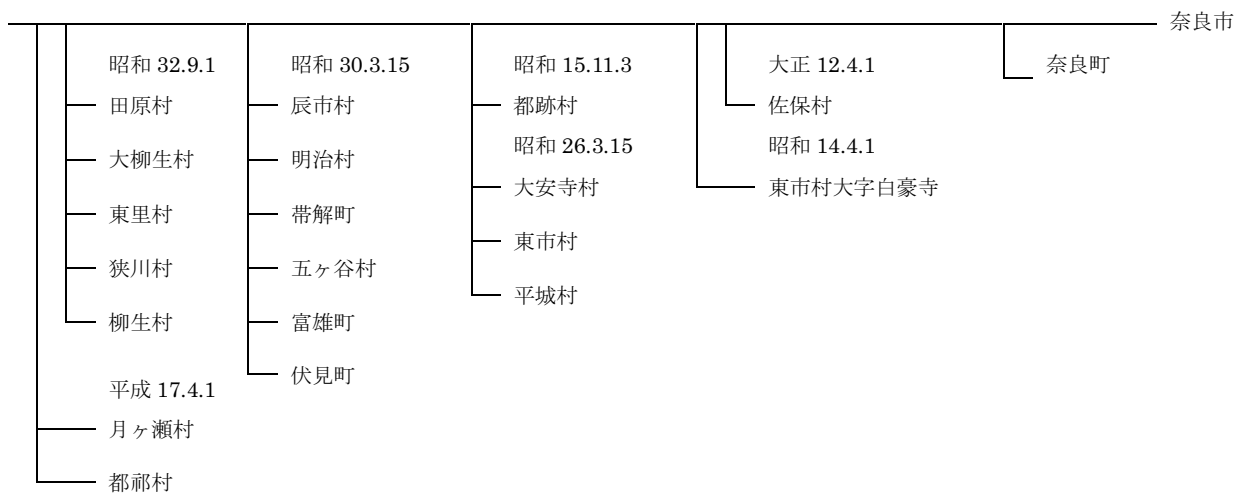 奈良市
奈良町
大正 12.4.1
佐保村
昭和 14.4.1
東市村大字白豪寺
昭和 15.11.3
都跡村
昭和 26.3.15
大安寺村
東市村
平城村
昭和 30.3.15
辰市村
明治村
帯解町
五ヶ谷村
富雄町
伏見町
昭和 32.9.1
田原村
大柳生村
東里村
狭川村
柳生村
平成 17.4.1
月ヶ瀬村
都祁村